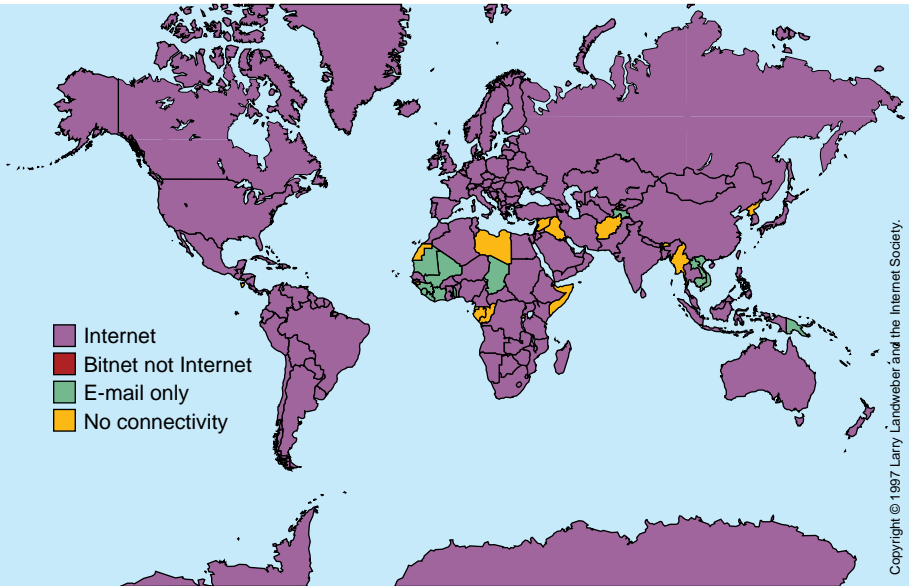 Internet
Bitnet not Internet
E-mail only
No connectivity
Copyright © 1997 Larry Landweber and the Internet Society.